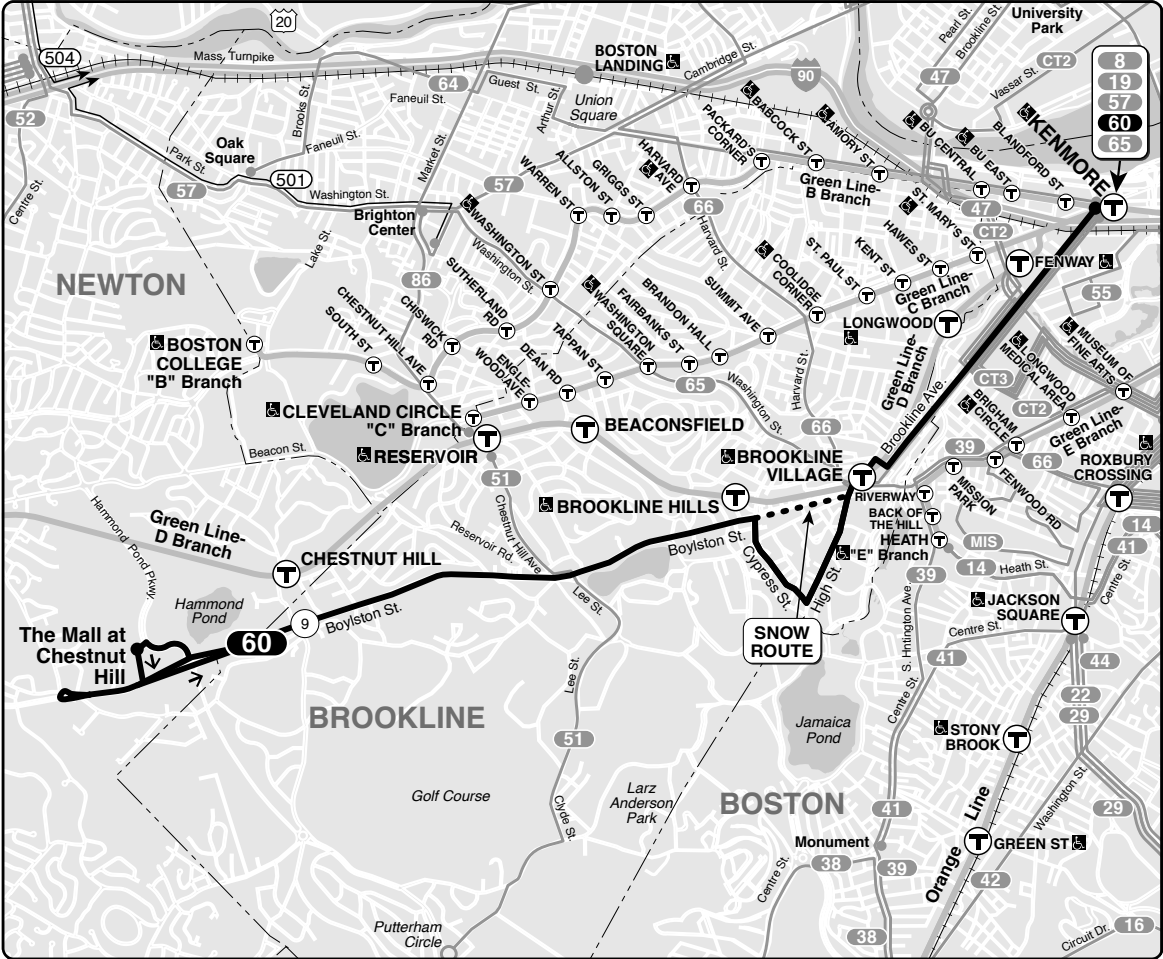 20
University
Park
Pearl St.
Brookline St.
504
Mass. Turnpike
BOSTON
LANDING
Cambridge St.
90
CT2
47
Vassar St.
8
19
57
60
65
52
64
Faneuil St.
Guest St.
Arthur St.
Union
Square
Brooks St.
Market St.
Oak
Square
Faneuil St.
Park St.
501
57
Washington St.
Centre St.
Brighton
Center
57
WARREN ST
ALLSTON ST
GRIGGS ST
HARVARD
AVE
PACKARD'S
CORNER
BABCOCK ST
AMORY ST
BU CENTRAL
BU EAST
BLANDFORD ST
KENMORE
Green Line-
B Branch
66
47
CT2
Lake St.
NEWTON
86
WASHINGTON ST
Washington St.
SUTHERLAND
RD
CHISWICK
RD
CHESTNUT HILL AVE
SOUTH ST
BOSTON
COLLEGE
"B" Branch
Harvard St.
COOLIDGE
CORNER
ST. PAUL ST
KENT ST
HAWES ST
ST. MARY'S ST
Green Line-
C Branch
FENWAY
55
WASHINGTON
SQUARE
FAIRBANKS ST
BRANDON HALL
SUMMIT AVE
LONGWOOD
Green Line-
D Branch
TAPPAN ST
DEAN RD
ENGLE-
WOOD AVE
65
Washington St.
Harvard St.
66
Brookline Ave.
LONGWOOD
MEDICAL AREA
MUSEUM OF
FINE ARTS
CT3
CT2
BRIGHAM
CIRCLE
Green Line-
E Branch
CLEVELAND CIRCLE
"C" Branch
BEACONSFIELD
RESERVOIR
Beacon St.
51
BROOKLINE
VILLAGE
39
66
ROXBURY
CROSSING
FENWOOD RD
MISSION
PARK
RIVERWAY
BACK OF
THE HILL
HEATH
"E" Branch
BROOKLINE HILLS
Hammond Pond Pkwy.
Green Line-
D Branch
CHESTNUT HILL
Reservoir Rd.
Chestnut Hill Ave
Boylston St.
Cypress St.
High St.
MIS
14
Heath St.
14
41
Centre St.
39
Hammond
Pond
9
Boylston St.
Lee St.
JACKSON
SQUARE
The Mall at
Chestnut
Hill
60
SNOW
ROUTE
S. Hntington Ave.
Centre St.
41
44
Lee St.
Centre St.
22
29
BROOKLINE
51
Jamaica
Pond
STONY
BROOK
Golf Course
Larz
Anderson
Park
BOSTON
Clyde St.
41
Orange Line
Washington St.
29
Monument
GREEN ST
38
39
42
Centre St.
Putterham
Circle
38
Circuit Dr.
16